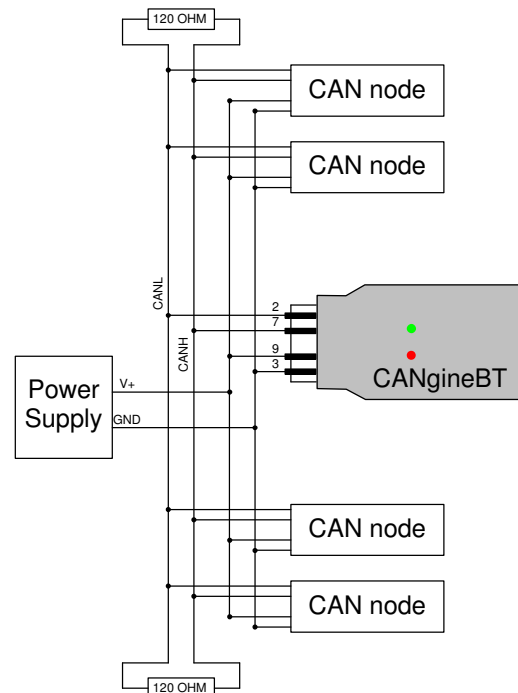 120 OHM
CAN node
CAN node
CANL
CANH
2
7
9
3
CANgineBT
Power
Supply
V+
GND
CAN node
CAN node
120 OHM